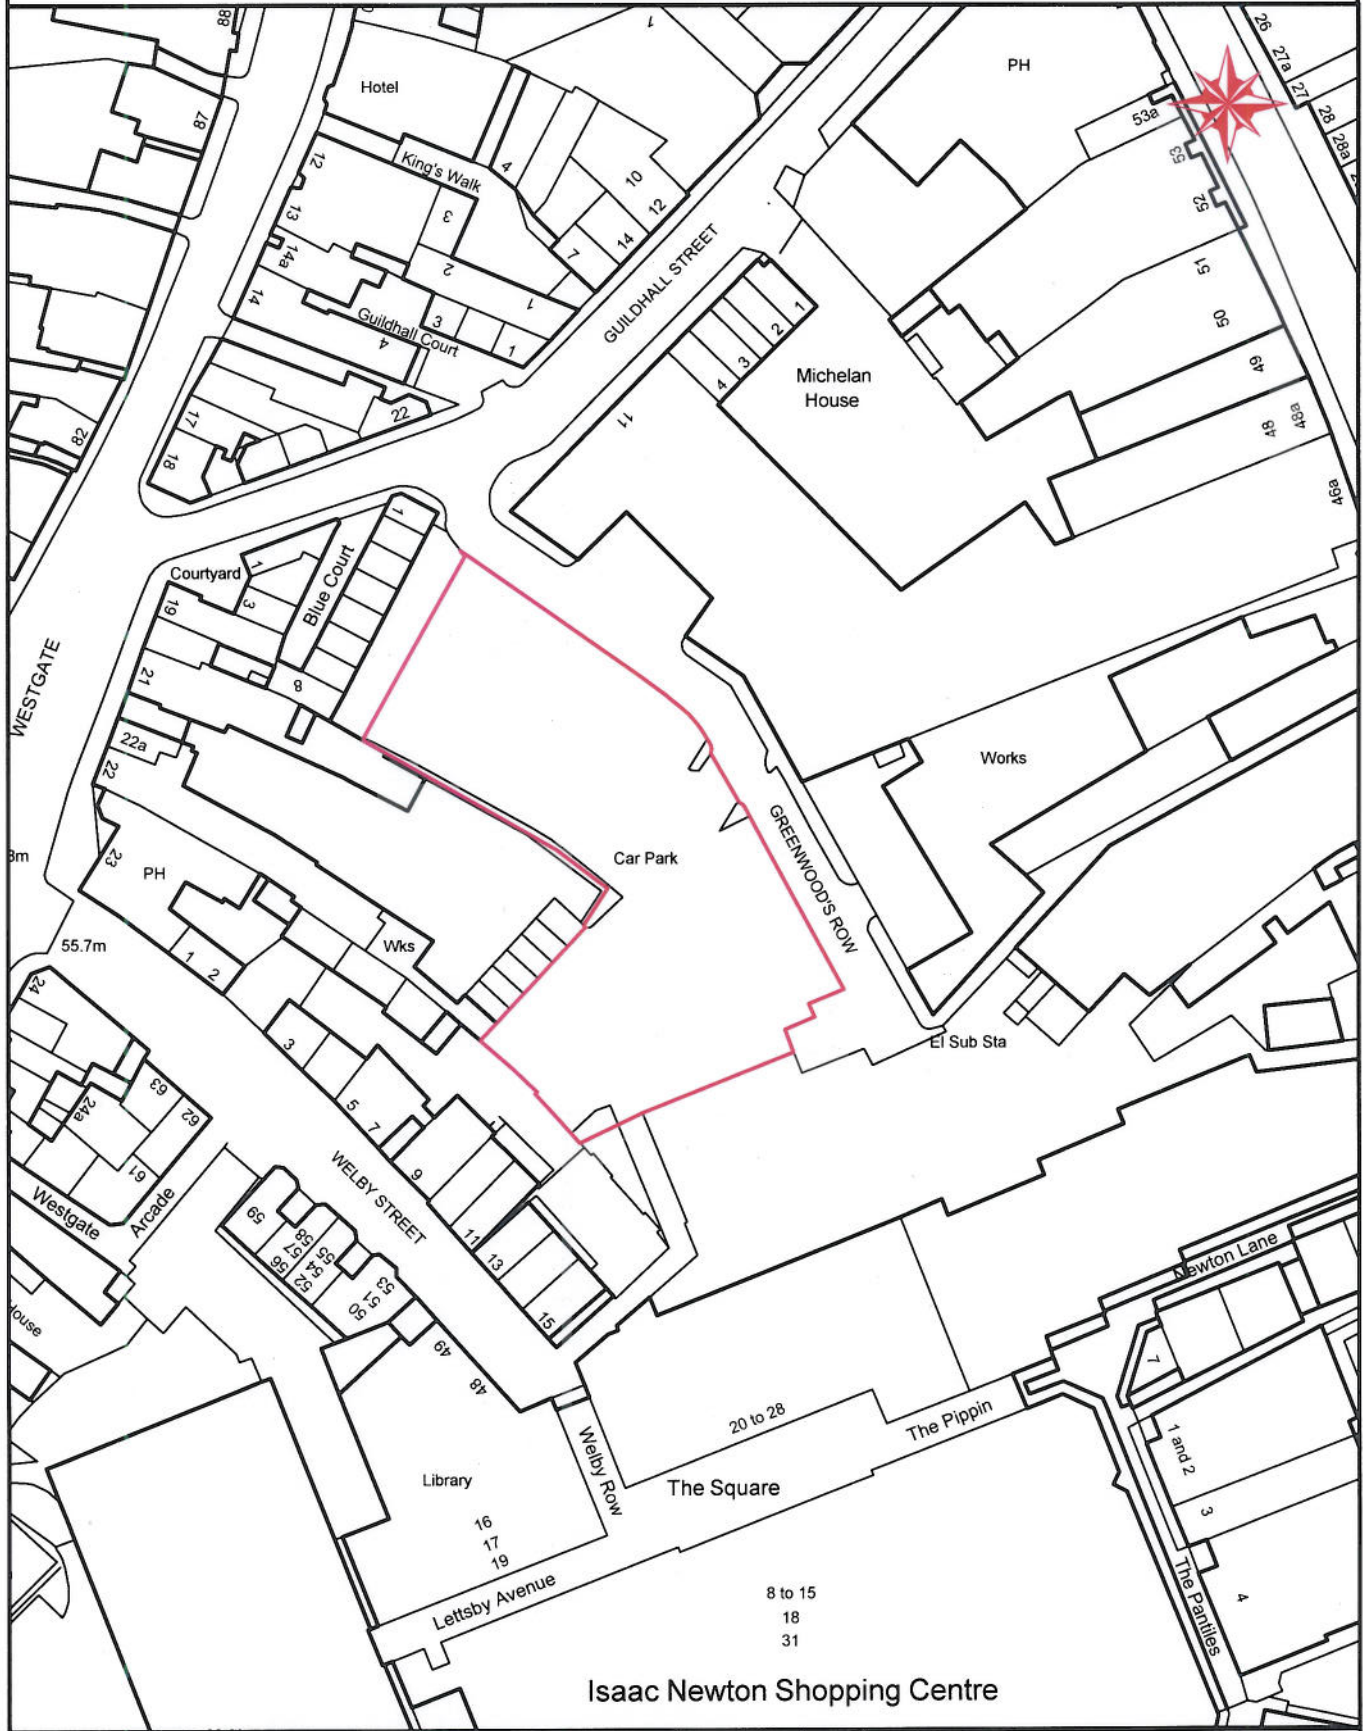 88
1
26
27a
27
28
28a
PH
Hotel
87
53a
53
52
51
50
49
48a
48
46a
12
King's Walk
4
10
12
14
7
13
3
14a
2
1
14
Guildhall Court
3
1
4
GUILDHALL STREET
1
2
3
4
Michelan
House
11
22
17
18
82
1
Courtyard
1
3
Blue Court
19
8
21
WESTGATE
22a
22
23
PH
Works
Car Park
GREENWOOD'S ROW
55.7m
Wks
1
2
24
El Sub Sta
3
5
7
63
62
24a
61
9
WELBY STREET
Westgate
Arcade
59
58
57
56
55
54
52
53
51
50
11
13
15
49
48
Newton Lane
7
20 to 28
The Pippin
Welby Row
The Square
1 and 2
3
Library
16
17
19
Lettsby Avenue
8 to 15
18
31
The Pantiles
4
Isaac Newton Shopping Centre